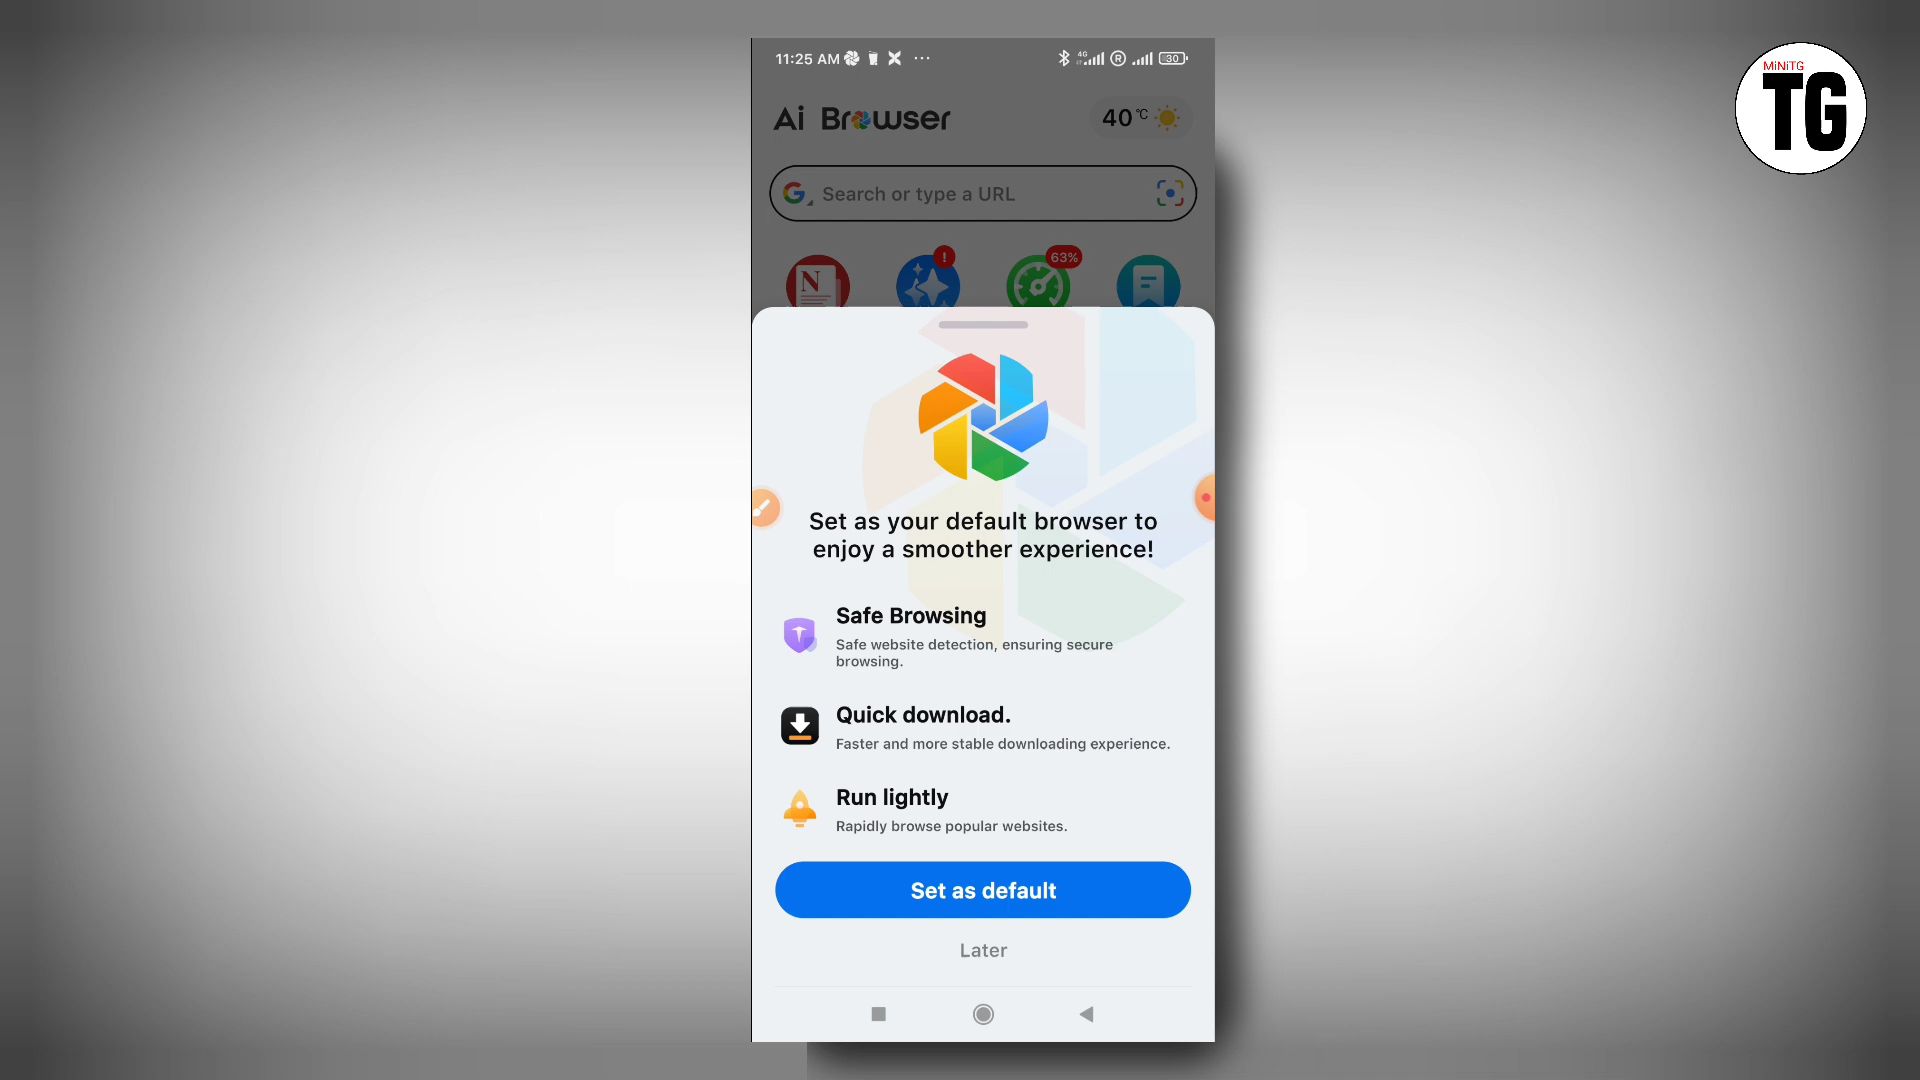 MiNiTG
TG
11:25 AM
4G
R
30
Ai Browser
40 °C
Search or type a URL
N
!
63%
Set as your default browser to
enjoy a smoother experience!
Safe Browsing
Safe website detection, ensuring secure
browsing.
Quick download.
Faster and more stable downloading experience.
Run lightly
Rapidly browse popular websites.
Set as default
Later